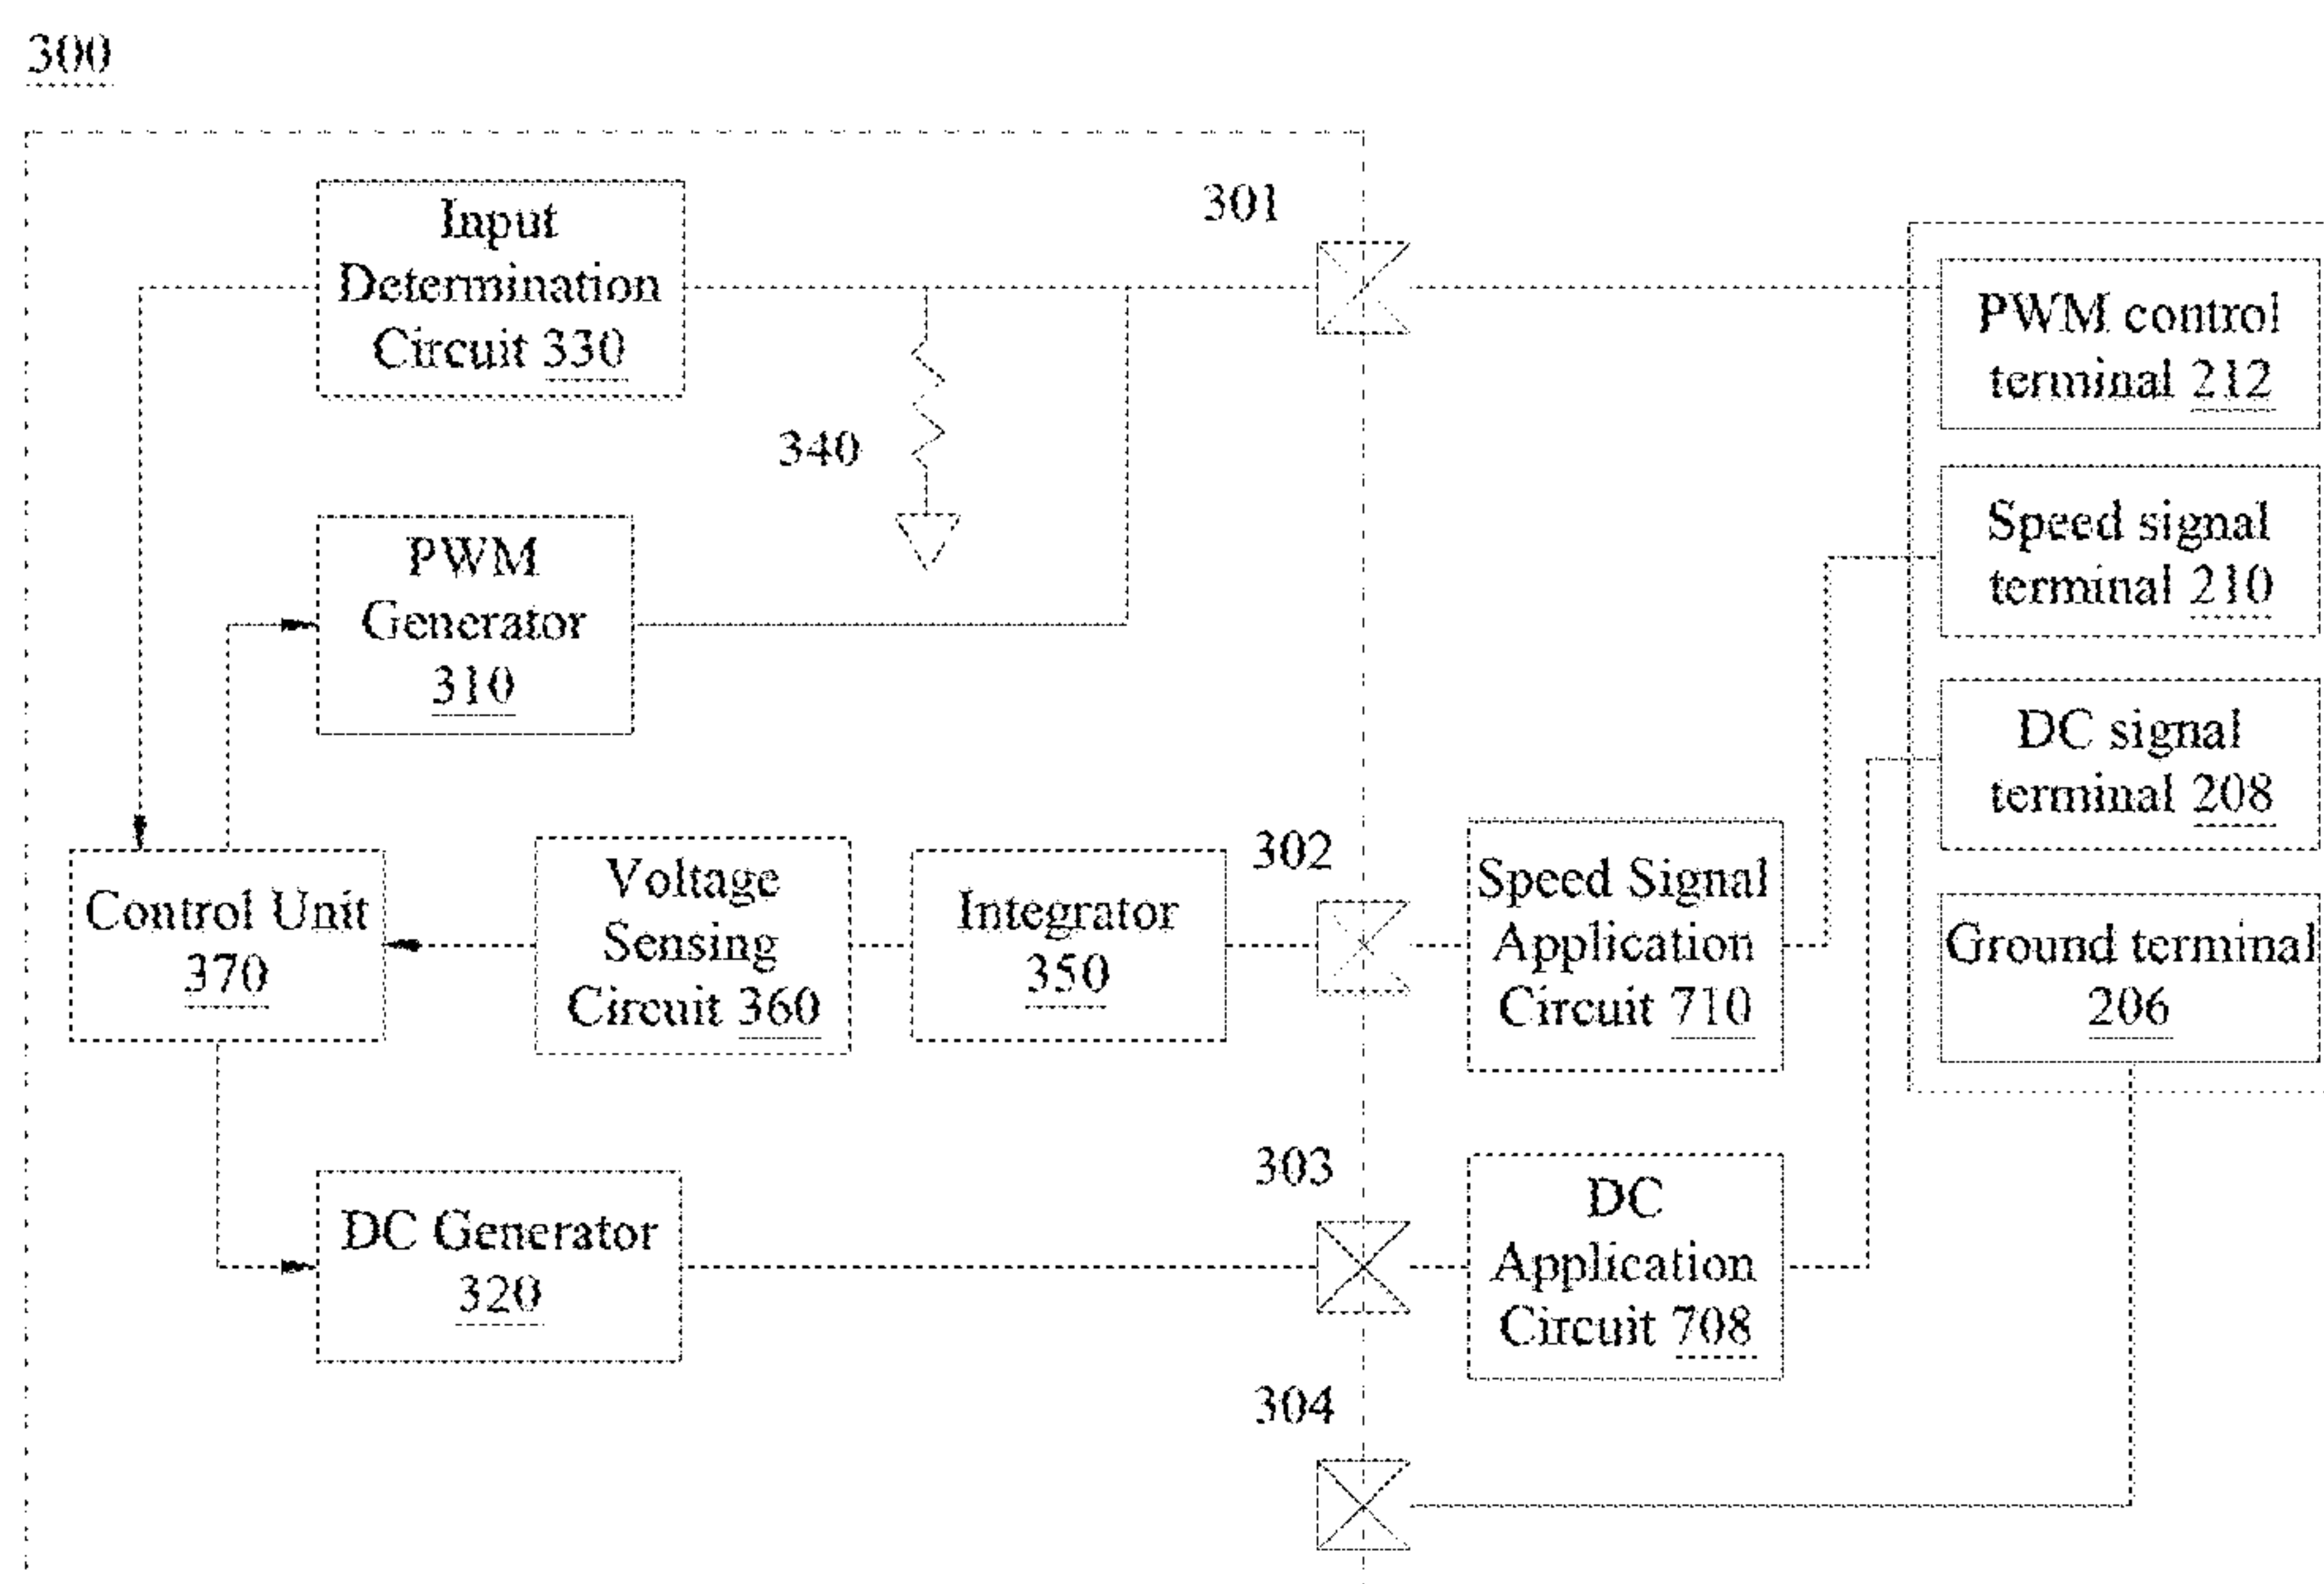 300
301
Input
Determination
Circuit 330
PWM control
terminal 212
340
Speed signal
terminal 210
PWM
Generator
310
DC signal
terminal 208
302
Control Unit
370
Voltage
Sensing
Circuit 360
Integrator
350
Speed Signal
Application
Circuit 710
Ground terminal
206
303
DC Generator
320
DC
Application
Circuit 708
304